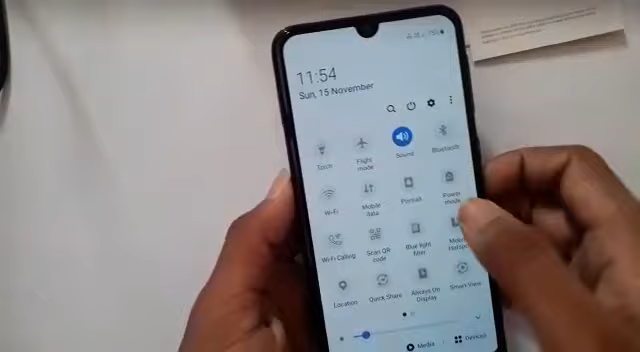 75%
11:54
Sun, 15 November
Torch
Flight mode
Sound
Bluetooth
Wi-Fi
Mobile data
Portrait
Power mode
Wi-Fi Calling
Scan QR code
Blue light filter
Mobile Hotspot
Location
Quick Share
Always On Display
Smart View
Media
Devices